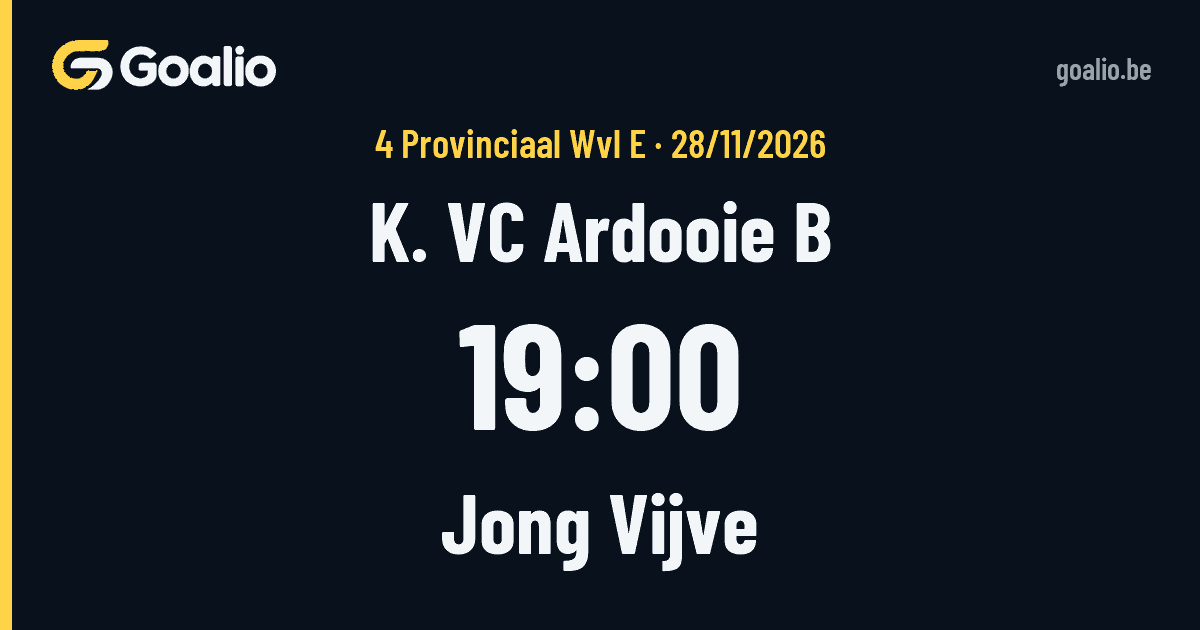 Goalio
goalio.be
4 Provinciaal Wvl E · 28/11/2026
K. VC Ardooie B
19:00
Jong Vijve